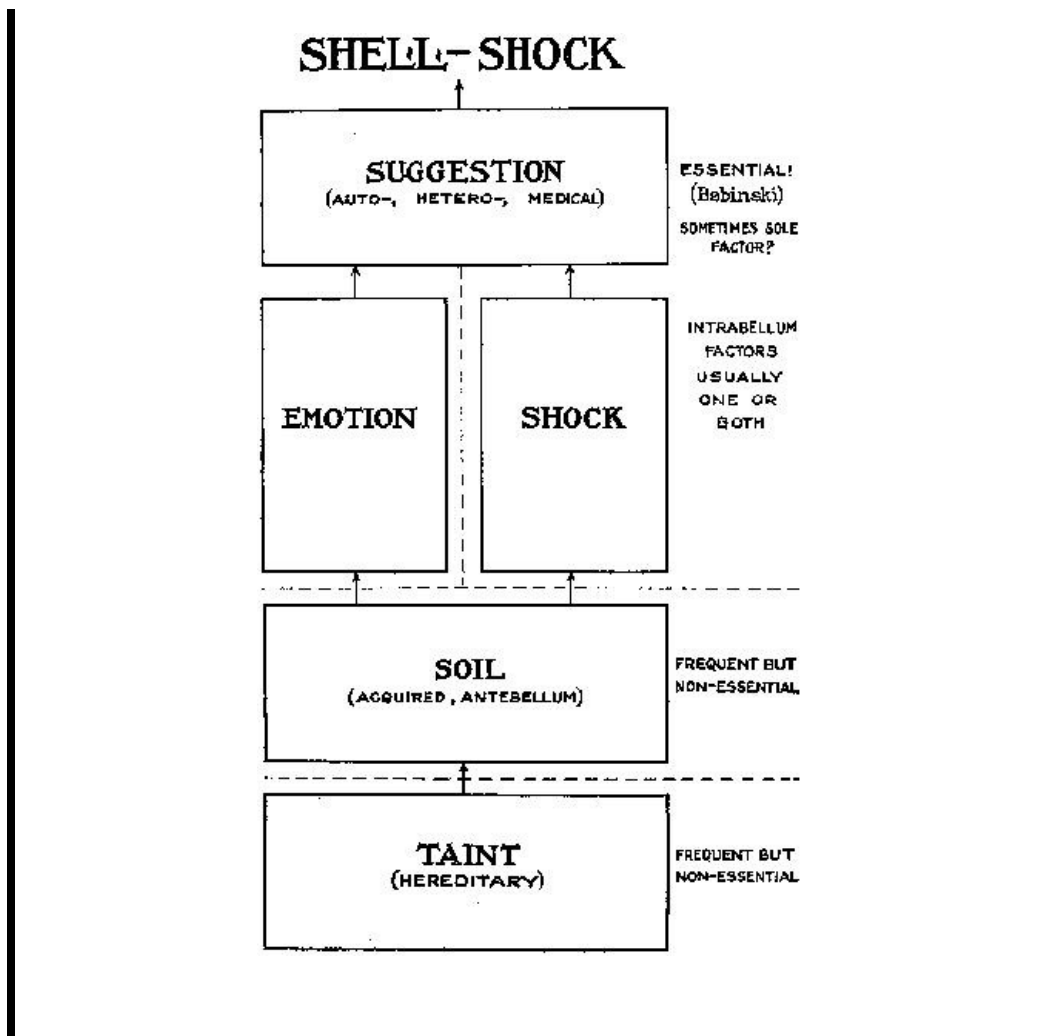 SHELL-SHOCK
SUGGESTION
(AUTO-, HETERO-, MEDICAL)
ESSENTIAL!
(Babinski)
SOMETIMES SOLE
FACTOR?
EMOTION
SHOCK
INTRABELLUM
FACTORS
USUALLY
ONE OR
BOTH
SOIL
(ACQUIRED, ANTEBELLUM)
FREQUENT BUT
NON-ESSENTIAL
TAINT
(HEREDITARY)
FREQUENT BUT
NON-ESSENTIAL